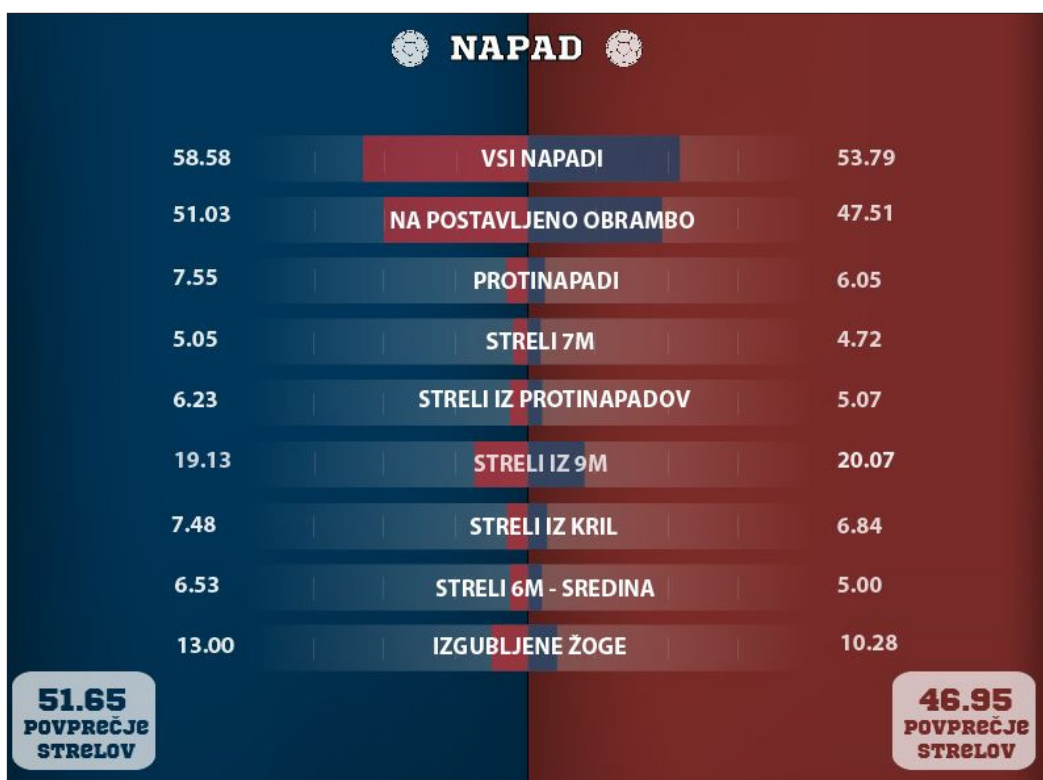 NAPAD
58.58 VSI NAPADI 53.79
51.03 NA POSTAVLJENO OBRAMBO 47.51
7.55 PROTINAPADI 6.05
5.05 STRELI 7M 4.72
6.23 STRELI IZ PROTINAPADOV 5.07
19.13 STRELI IZ 9M 20.07
7.48 STRELI IZ KRIL 6.84
6.53 STRELI 6M - SREDINA 5.00
13.00 IZGUBLJENE ŽOGE 10.28
51.65
POVPREČJE
STRELOV
46.95
POVPREČJE
STRELOV